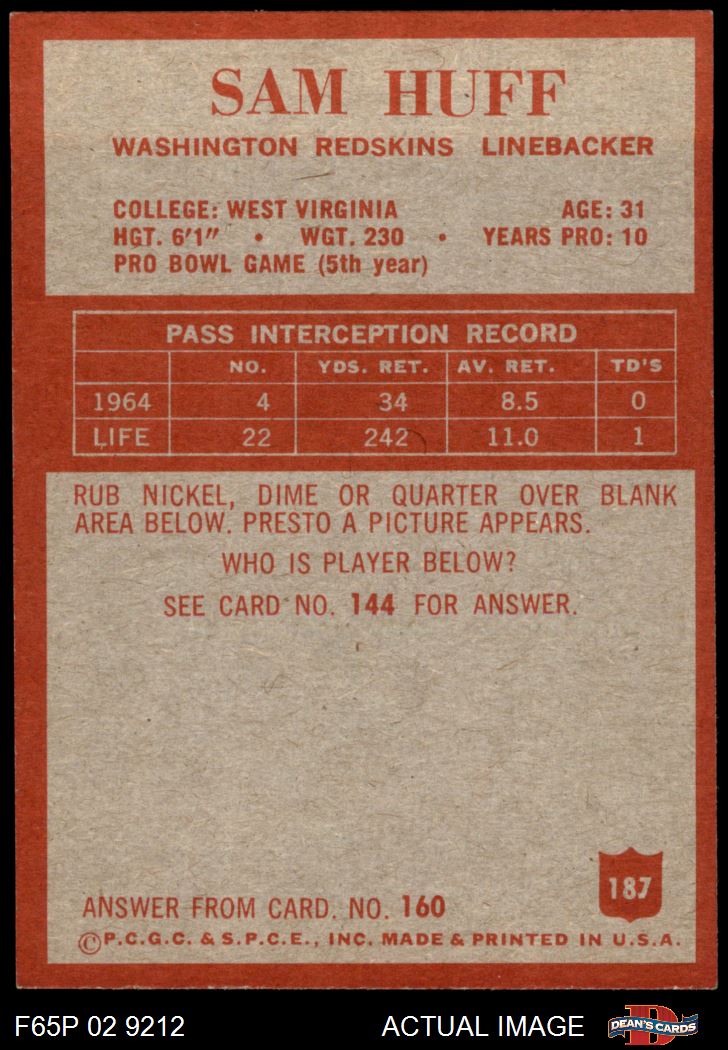 SAM HUFF
WASHINGTON REDSKINS LINEBACKER
COLLEGE: WEST VIRGINIA AGE: 31
HGT. 6'1" • WGT. 230 • YEARS PRO: 10
PRO BOWL GAME (5th year)
PASS INTERCEPTION RECORD
NO. YDS. RET. AV. RET. TD'S
1964 4 34 8.5 0
LIFE 22 242 11.0 1
RUB NICKEL, DIME OR QUARTER OVER BLANK
AREA BELOW. PRESTO A PICTURE APPEARS.
WHO IS PLAYER BELOW?
SEE CARD NO. 144 FOR ANSWER.
187
ANSWER FROM CARD. NO. 160
©P.C.G.C. & S.P.C.E., INC. MADE & PRINTED IN U.S.A.
F65P 02 9212 ACTUAL IMAGE D DEAN'S CARDS